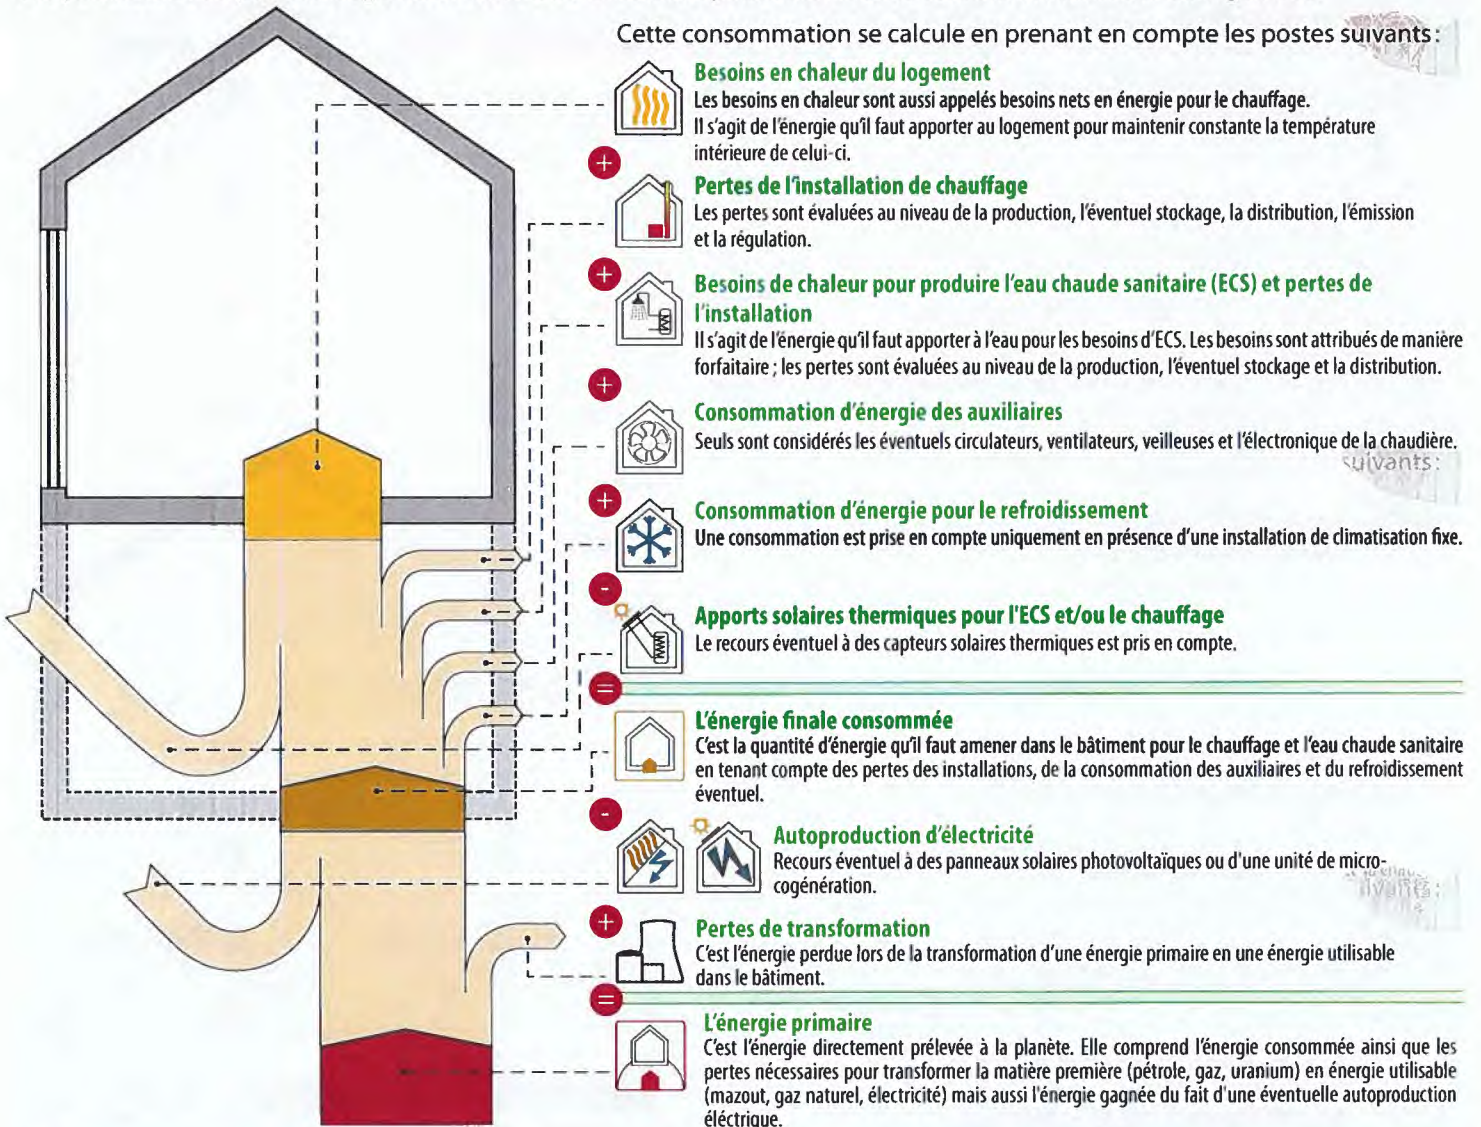 Cette consommation se calcule en prenant en compte les postes suivants :
Besoins en chaleur du logement
Les besoins en chaleur sont aussi appelés besoins nets en énergie pour le chauffage.
Il s'agit de l'énergie qu'il faut apporter au logement pour maintenir constante la température
intérieure de celui-ci.
+
Pertes de l'installation de chauffage
Les pertes sont évaluées au niveau de la production, l'éventuel stockage, la distribution, l'émission
et la régulation.
+
Besoins de chaleur pour produire l'eau chaude sanitaire (ECS) et pertes de
l'installation
Il s'agit de l'énergie qu'il faut apporter à l'eau pour les besoins d'ECS. Les besoins sont attribués de manière
forfaitaire ; les pertes sont évaluées au niveau de la production, l'éventuel stockage et la distribution.
+
Consommation d'énergie des auxiliaires
Seuls sont considérés les éventuels circulateurs, ventilateurs, veilleuses et l'électronique de la chaudière.
suivants :
+
Consommation d'énergie pour le refroidissement
Une consommation est prise en compte uniquement en présence d'une installation de climatisation fixe.
-
Apports solaires thermiques pour l'ECS et/ou le chauffage
Le recours éventuel à des capteurs solaires thermiques est pris en compte.
=
L'énergie finale consommée
C'est la quantité d'énergie qu'il faut amener dans le bâtiment pour le chauffage et l'eau chaude sanitaire
en tenant compte des pertes des installations, de la consommation des auxiliaires et du refroidissement
éventuel.
-
Autoproduction d'électricité
Recours éventuel à des panneaux solaires photovoltaïques ou d'une unité de micro-
cogénération.
+
Pertes de transformation
C'est l'énergie perdue lors de la transformation d'une énergie primaire en une énergie utilisable
dans le bâtiment.
=
L'énergie primaire
C'est l'énergie directement prélevée à la planète. Elle comprend l'énergie consommée ainsi que les
pertes nécessaires pour transformer la matière première (pétrole, gaz, uranium) en énergie utilisable
(mazout, gaz naturel, électricité) mais aussi l'énergie gagnée du fait d'une éventuelle autoproduction
éléctrique.